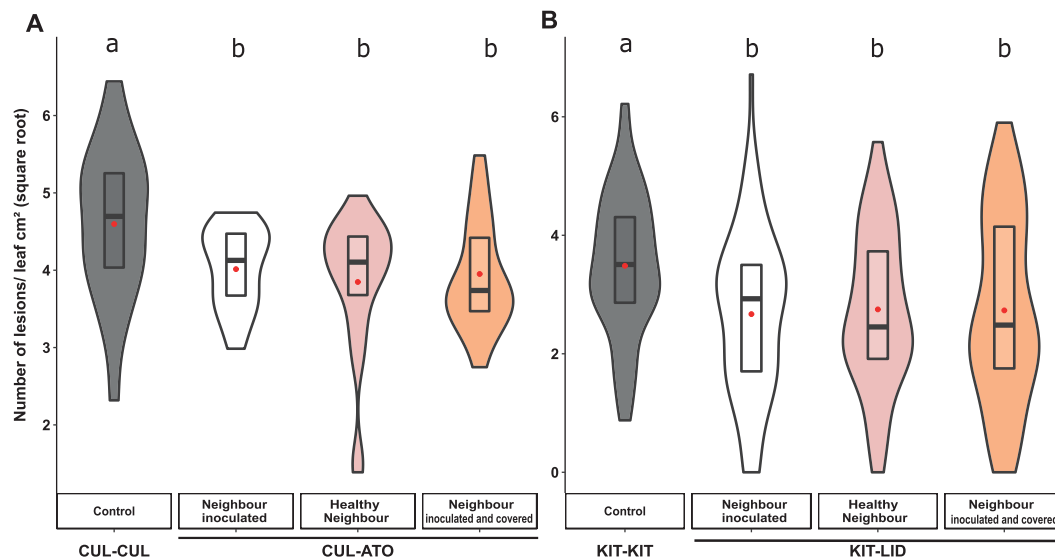 A
B
a
b
b
b
a
b
b
b
Number of lesions/ leaf cm² (square root)
6
5
4
3
2
6
4
2
0
Control
Neighbour
inoculated
Healthy
Neighbour
Neighbour
inoculated and covered
Control
Neighbour
inoculated
Healthy
Neighbour
Neighbour
inoculated and covered
CUL-CUL
CUL-ATO
KIT-KIT
KIT-LID